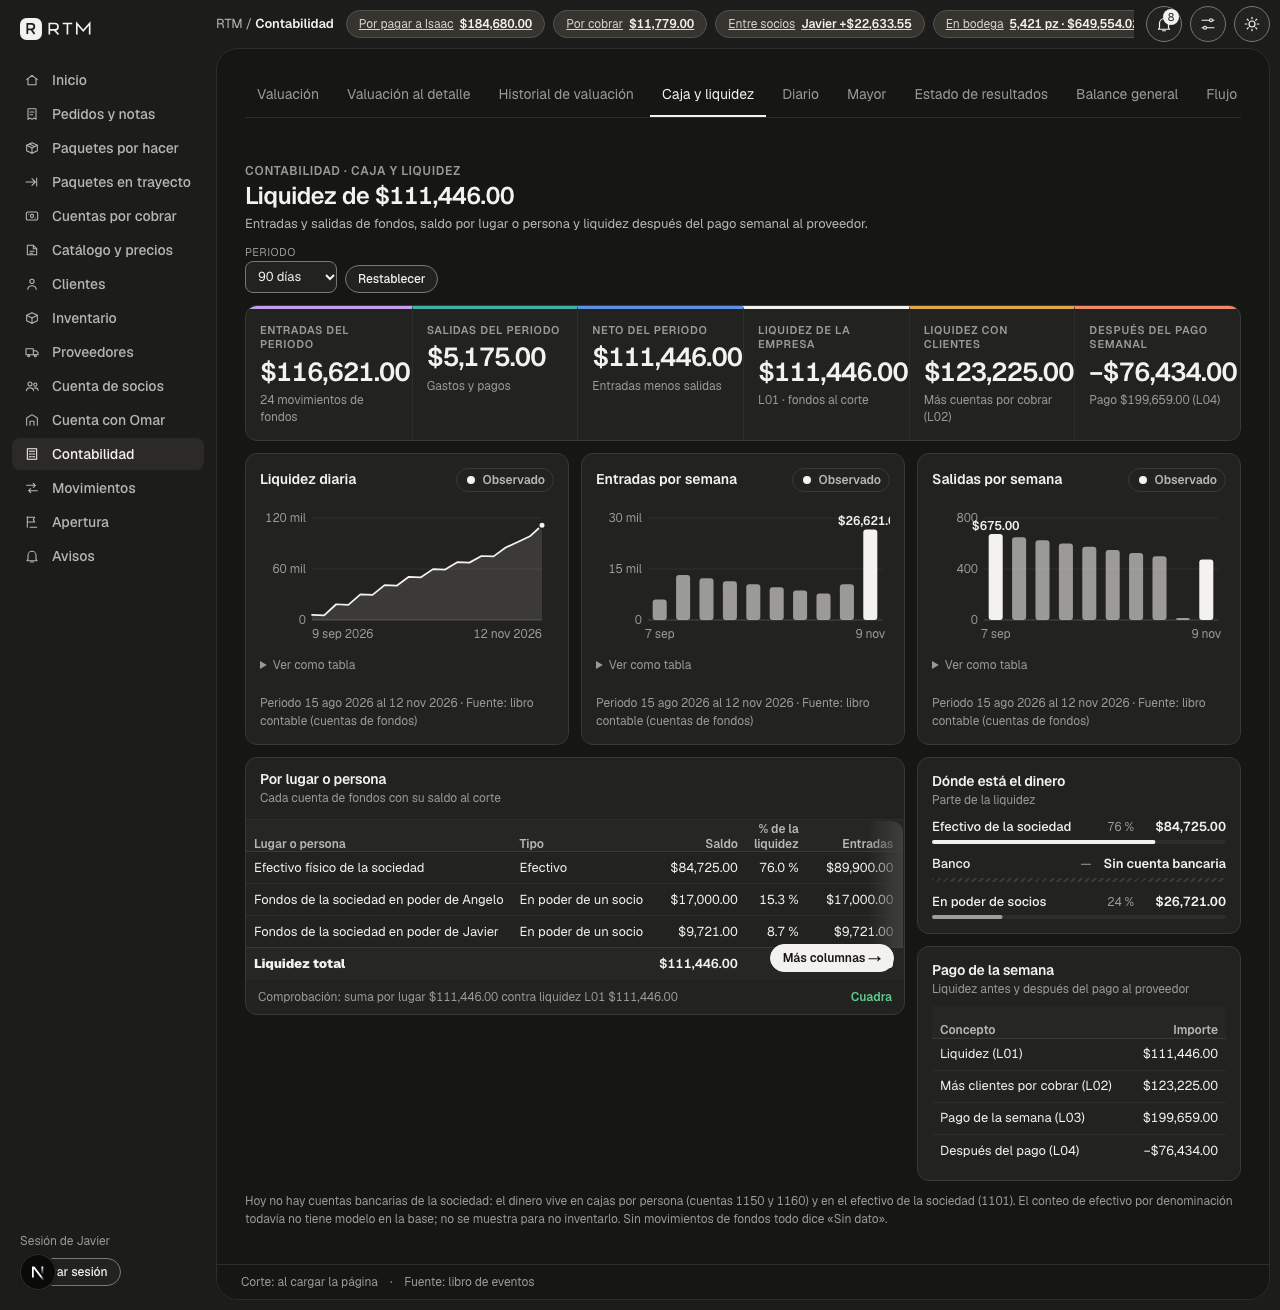 R RTM
RTM / Contabilidad
Por pagar a Isaac $184,680.00
Por cobrar $11,779.00
Entre socios Javier +$22,633.55
En bodega 5,421 pz · $649,554.0
8
Inicio
Pedidos y notas
Paquetes por hacer
Paquetes en trayecto
Cuentas por cobrar
Catálogo y precios
Clientes
Inventario
Proveedores
Cuenta de socios
Cuenta con Omar
Contabilidad
Movimientos
Apertura
Avisos
Sesión de Javier
N ar sesión
Valuación Valuación al detalle Historial de valuación Caja y liquidez Diario Mayor Estado de resultados Balance general Flujo
CONTABILIDAD · CAJA Y LIQUIDEZ
Liquidez de $111,446.00
Entradas y salidas de fondos, saldo por lugar o persona y liquidez después del pago semanal al proveedor.
PERIODO
90 días Restablecer
ENTRADAS DEL
PERIODO
$116,621.00
24 movimientos de
fondos
SALIDAS DEL PERIODO
$5,175.00
Gastos y pagos
NETO DEL PERIODO
$111,446.00
Entradas menos salidas
LIQUIDEZ DE LA
EMPRESA
$111,446.00
L01 · fondos al corte
LIQUIDEZ CON
CLIENTES
$123,225.00
Más cuentas por cobrar
(L02)
DESPUÉS DEL PAGO
SEMANAL
−$76,434.00
Pago $199,659.00 (L04)
Liquidez diaria Observado
120 mil
60 mil
0
9 sep 2026 12 nov 2026
Ver como tabla
Periodo 15 ago 2026 al 12 nov 2026 · Fuente: libro
contable (cuentas de fondos)
Entradas por semana Observado
30 mil
$26,621.
15 mil
0
7 sep 9 nov
Ver como tabla
Periodo 15 ago 2026 al 12 nov 2026 · Fuente: libro
contable (cuentas de fondos)
Salidas por semana Observado
800
$675.00
400
0
7 sep 9 nov
Ver como tabla
Periodo 15 ago 2026 al 12 nov 2026 · Fuente: libro
contable (cuentas de fondos)
Por lugar o persona
Cada cuenta de fondos con su saldo al corte
Lugar o persona Tipo Saldo % de la liquidez Entradas
Efectivo físico de la sociedad Efectivo $84,725.00 76.0 % $89,900.00
Fondos de la sociedad en poder de Angelo En poder de un socio $17,000.00 15.3 % $17,000.00
Fondos de la sociedad en poder de Javier En poder de un socio $9,721.00 8.7 % $9,721.00
Liquidez total $111,446.00
Más columnas →
Comprobación: suma por lugar $111,446.00 contra liquidez L01 $111,446.00 Cuadra
Dónde está el dinero
Parte de la liquidez
Efectivo de la sociedad 76 % $84,725.00
Banco — Sin cuenta bancaria
En poder de socios 24 % $26,721.00
Pago de la semana
Liquidez antes y después del pago al proveedor
Concepto Importe
Liquidez (L01) $111,446.00
Más clientes por cobrar (L02) $123,225.00
Pago de la semana (L03) $199,659.00
Después del pago (L04) −$76,434.00
Hoy no hay cuentas bancarias de la sociedad: el dinero vive en cajas por persona (cuentas 1150 y 1160) y en el efectivo de la sociedad (1101). El conteo de efectivo por denominación
todavía no tiene modelo en la base; no se muestra para no inventarlo. Sin movimientos de fondos todo dice «Sin dato».
Corte: al cargar la página · Fuente: libro de eventos